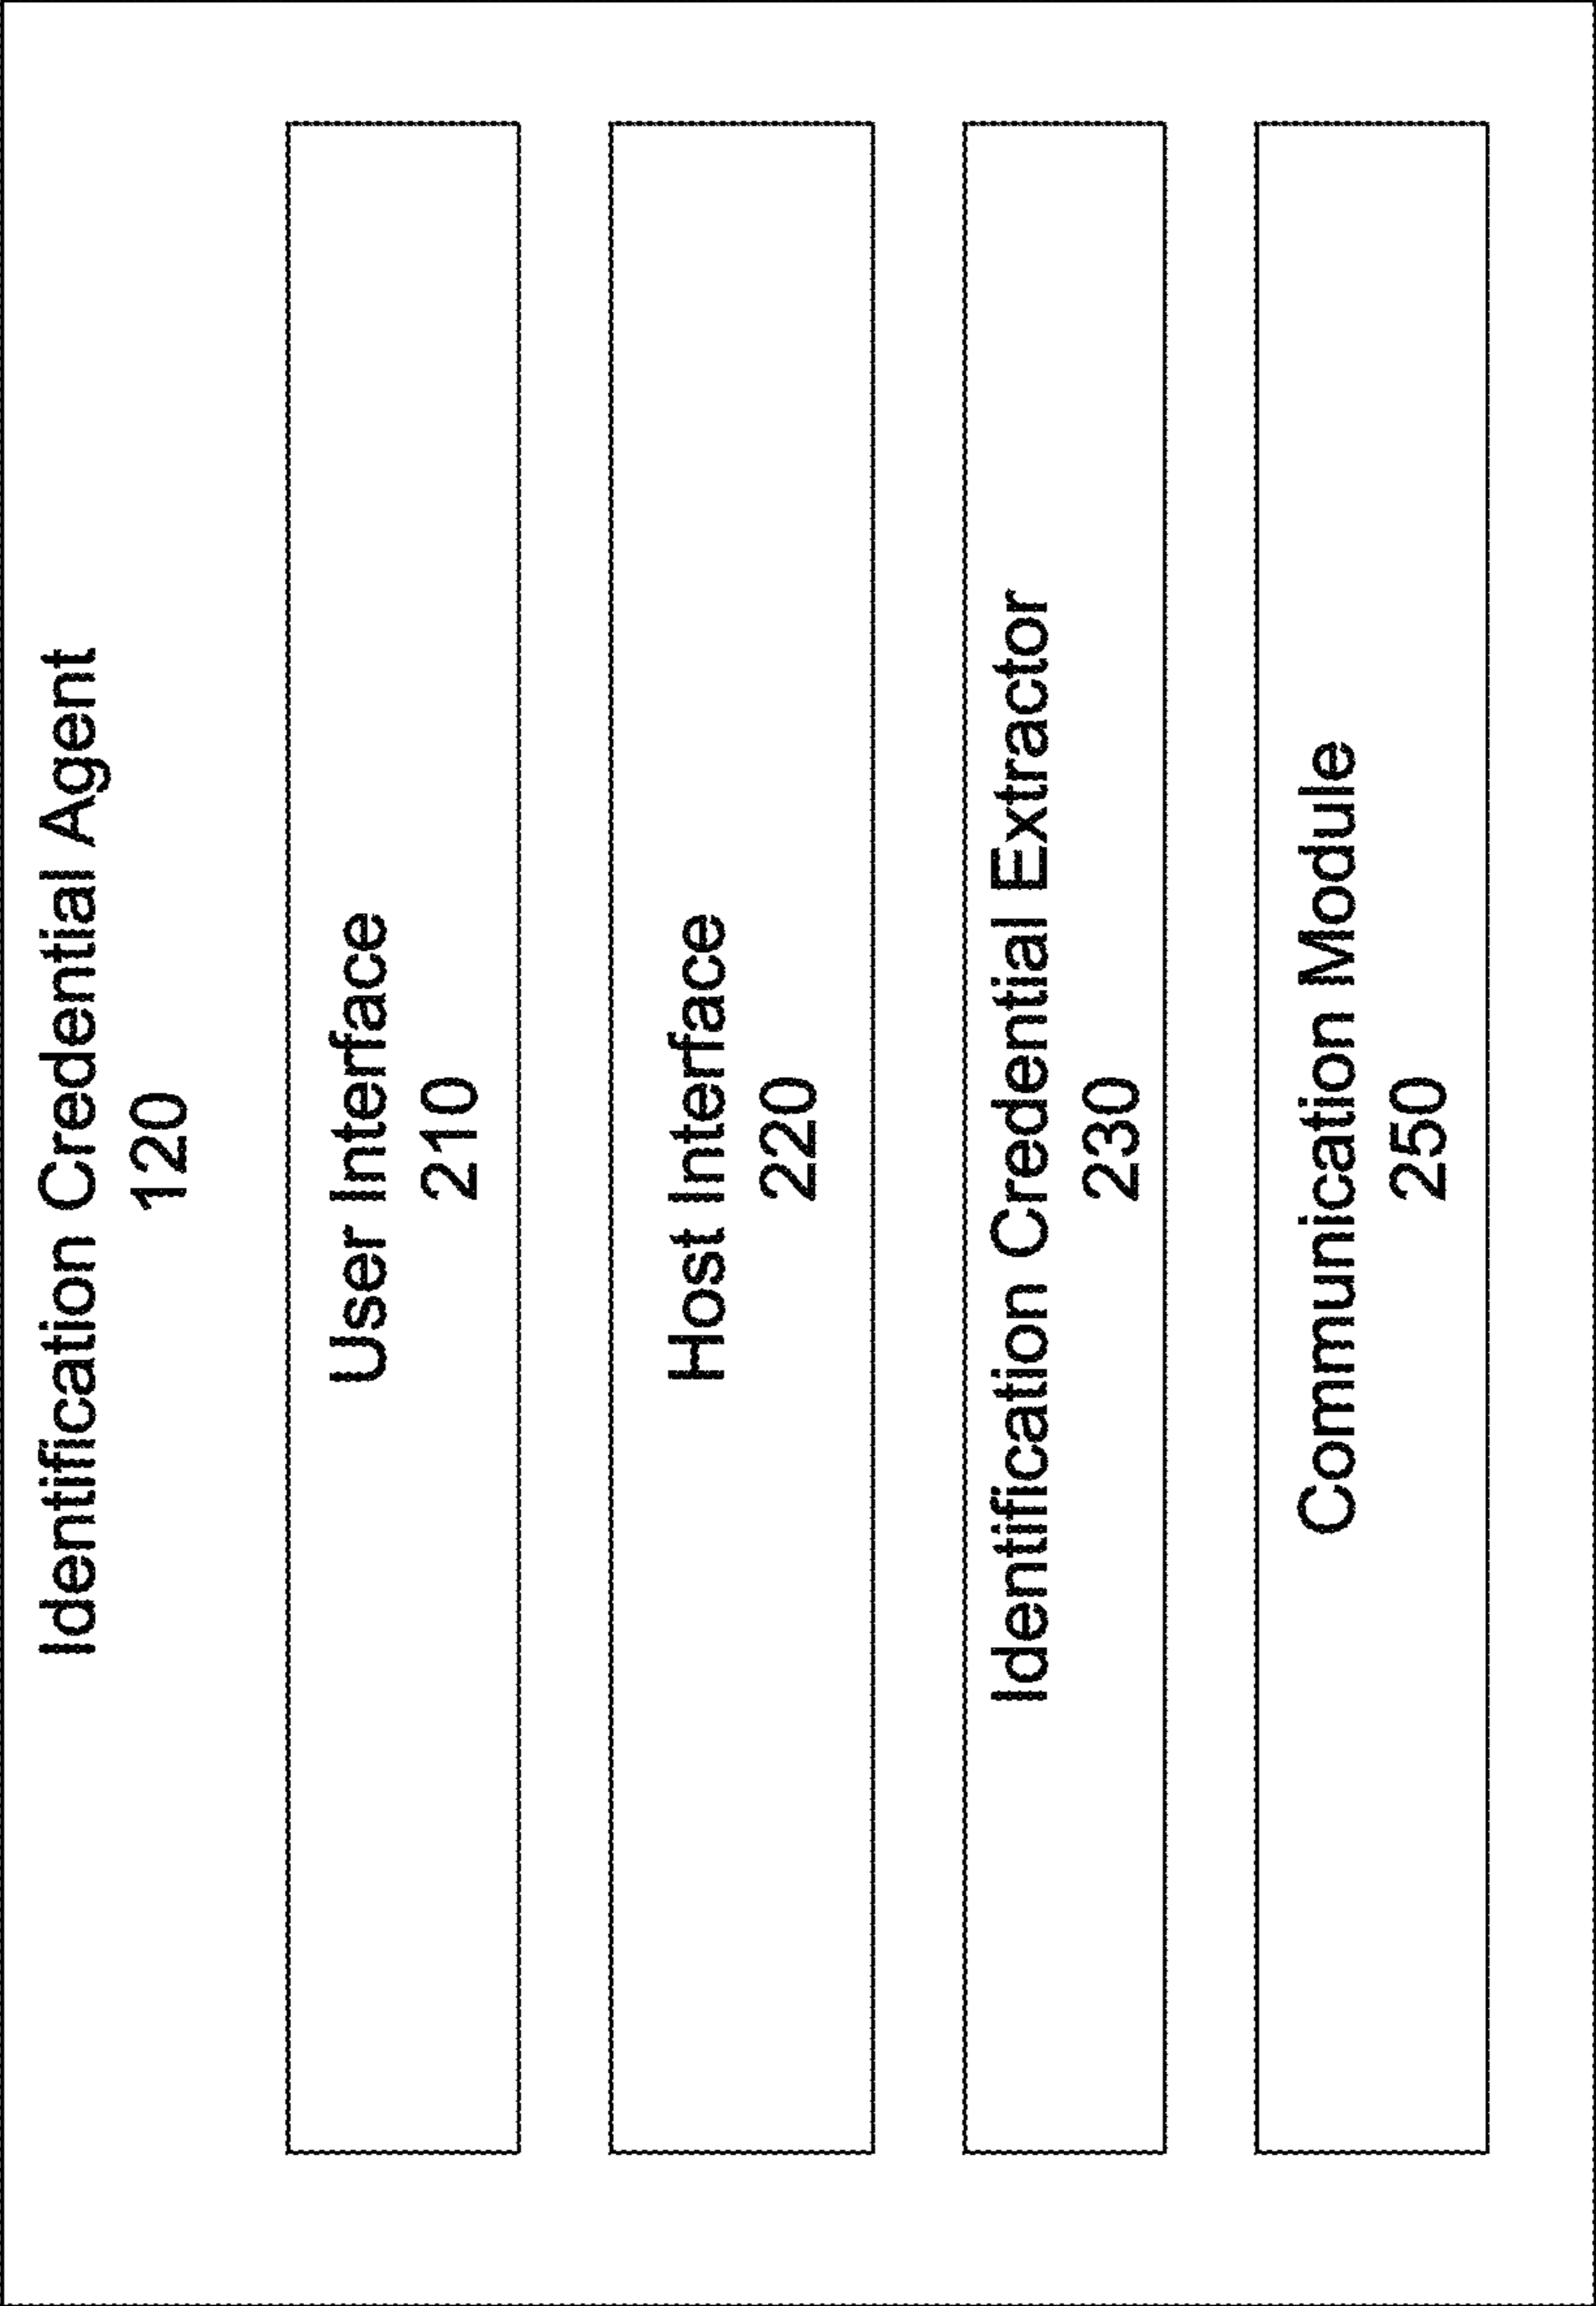 Identification Credential Agent
120
User Interface
210
Host Interface
220
Identification Credential Extractor
230
Communication Module
250